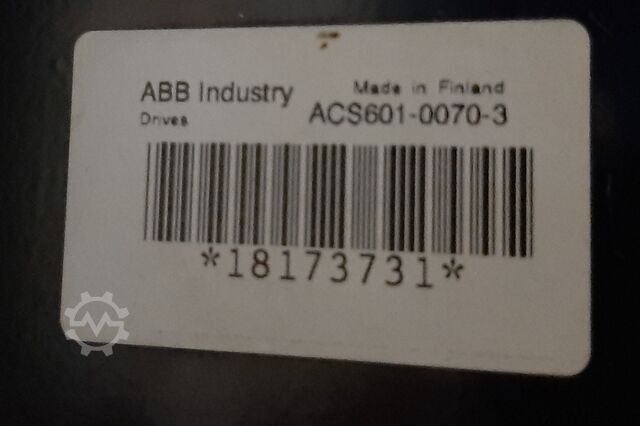 ABB Industry
Made in Finland
Drives
ACS601-0070-3
*18173731*